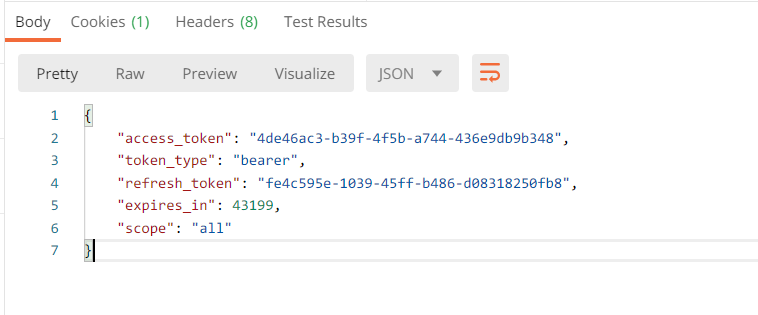 Body Cookies (1) Headers (8) Test Results
Pretty Raw Preview Visualize JSON
1 {
2 "access_token": "4de46ac3-b39f-4f5b-a744-436e9db9b348",
3 "token_type": "bearer",
4 "refresh_token": "fe4c595e-1039-45ff-b486-d08318250fb8",
5 "expires_in": 43199,
6 "scope": "all"
7 }